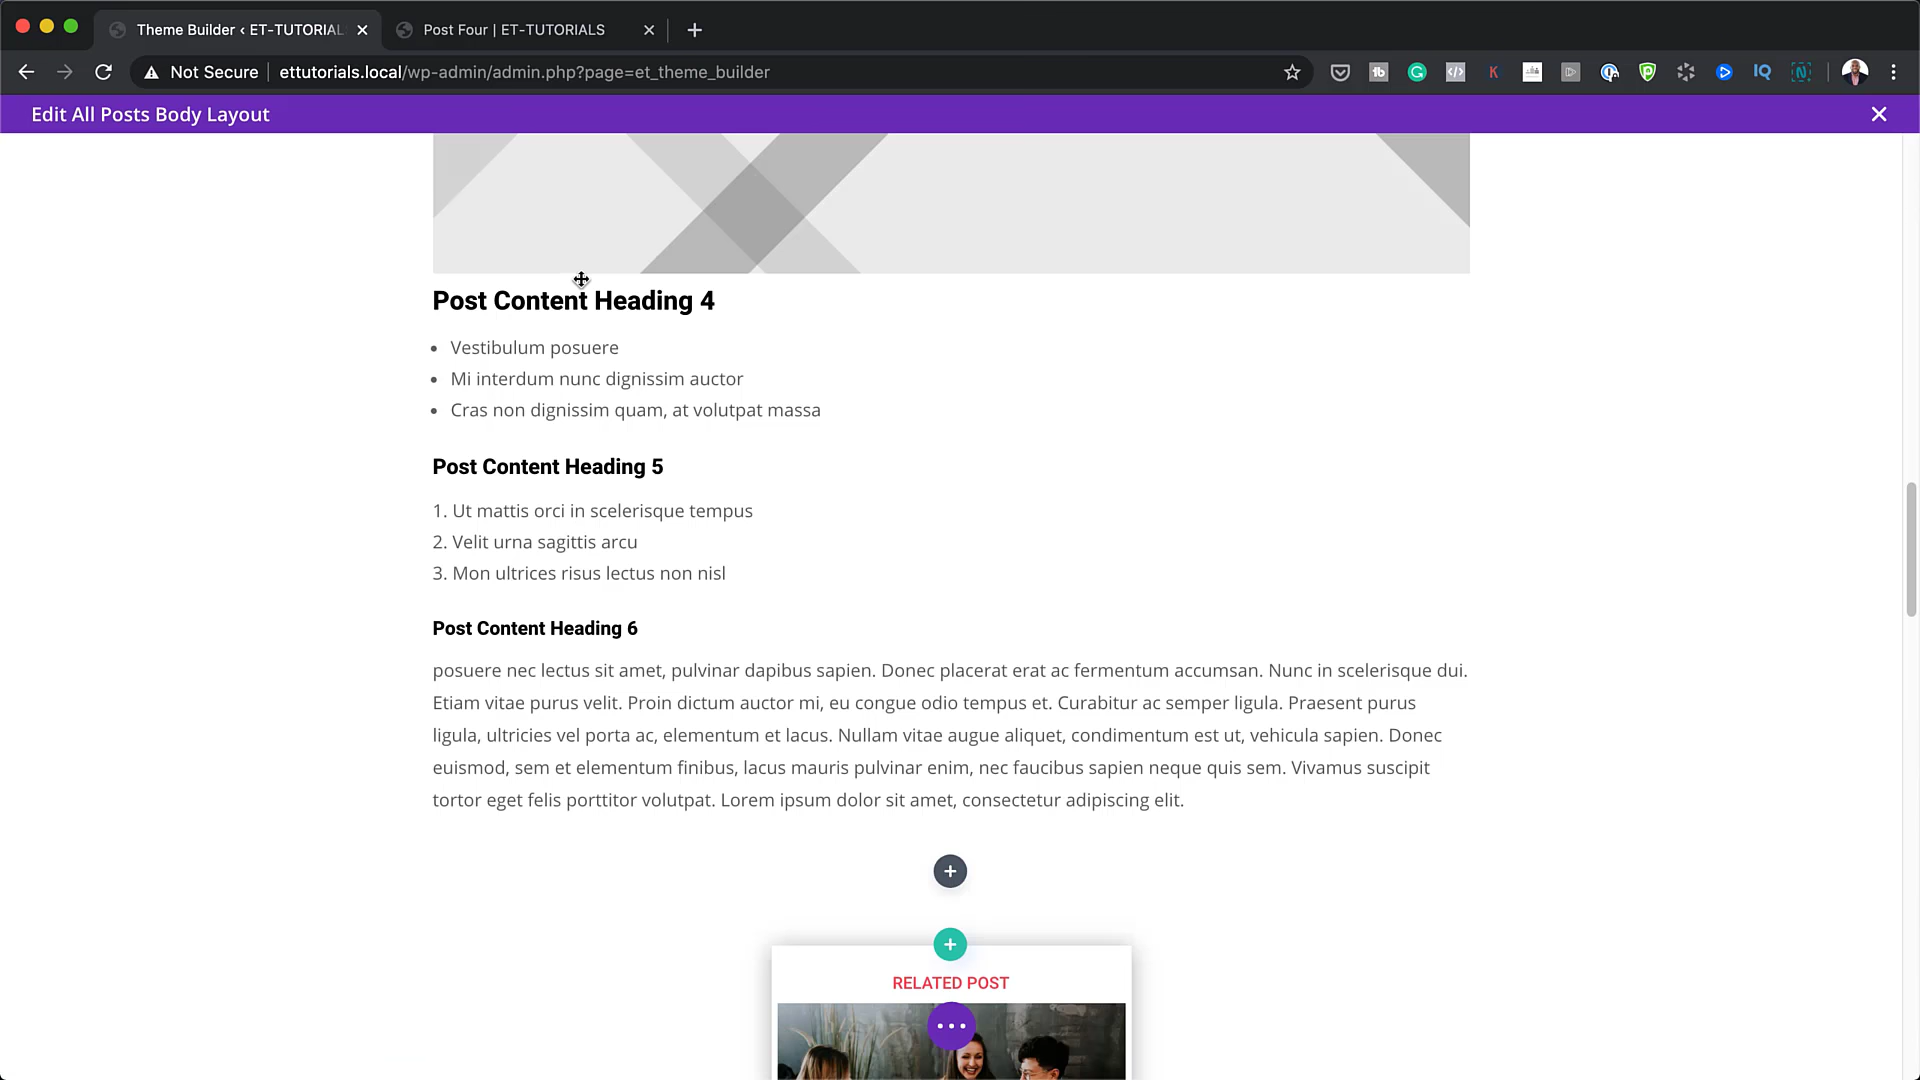 Theme Builder ‹ ET-TUTORIAL
Post Four | ET-TUTORIALS
Not Secure
ettutorials.local/wp-admin/admin.php?page=et_theme_builder
Edit All Posts Body Layout
Post Content Heading 4
• Vestibulum posuere
• Mi interdum nunc dignissim auctor
• Cras non dignissim quam, at volutpat massa
Post Content Heading 5
1. Ut mattis orci in scelerisque tempus
2. Velit urna sagittis arcu
3. Mon ultrices risus lectus non nisl
Post Content Heading 6
posuere nec lectus sit amet, pulvinar dapibus sapien. Donec placerat erat ac fermentum accumsan. Nunc in scelerisque dui.
Etiam vitae purus velit. Proin dictum auctor mi, eu congue odio tempus et. Curabitur ac semper ligula. Praesent purus
ligula, ultricies vel porta ac, elementum et lacus. Nullam vitae augue aliquet, condimentum est ut, vehicula sapien. Donec
euismod, sem et elementum finibus, lacus mauris pulvinar enim, nec faucibus sapien neque quis sem. Vivamus suscipit
tortor eget felis porttitor volutpat. Lorem ipsum dolor sit amet, consectetur adipiscing elit.
RELATED POST